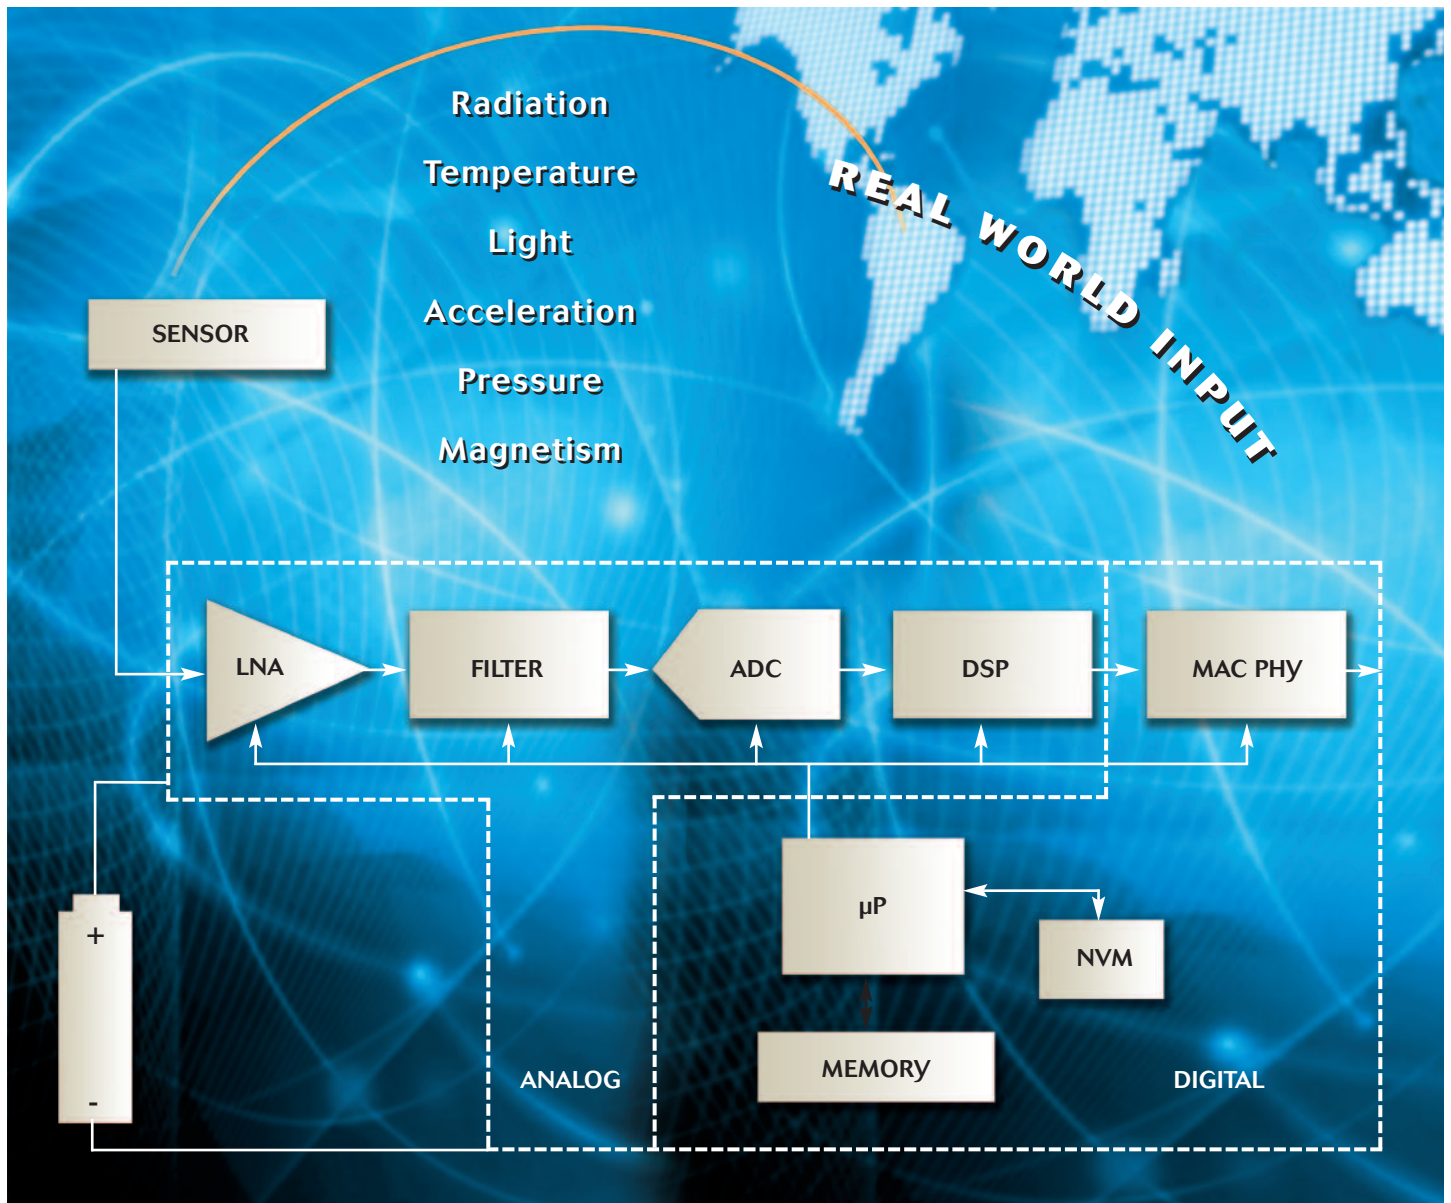 Radiation
Temperature
Light
Acceleration
Pressure
Magnetism
REAL WORLD INPUT
SENSOR
LNA
FILTER
ADC
DSP
MAC PHY
µP
NVM
MEMORY
+
-
ANALOG
DIGITAL